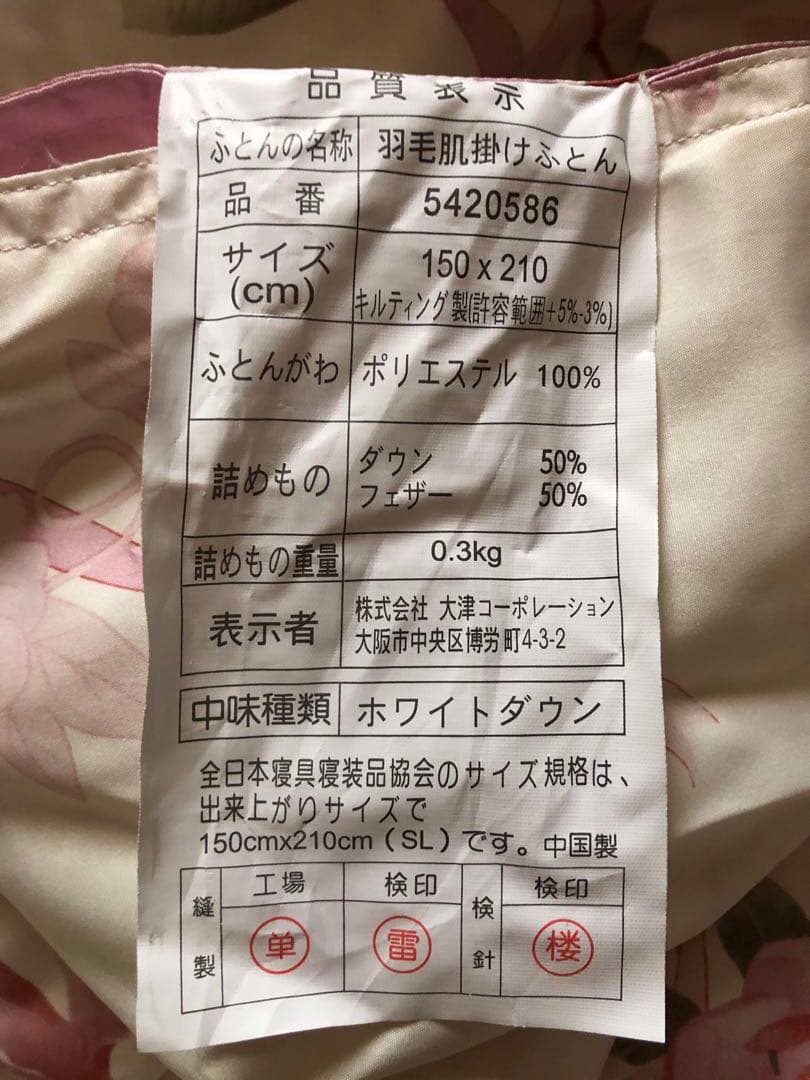 品質表示
ふとんの名称 羽毛肌掛けふとん
品番 5420586
サイズ 150 x 210
(cm) キルティング製(許容範囲+5%-3%)
ふとんがわ ポリエステル 100%
詰めもの ダウン 50%
フェザー 50%
詰めもの重量 0.3kg
表示者 株式会社 大津コーポレーション
大阪市中央区博労町4-3-2
中味種類 ホワイトダウン
全日本寝具寝装品協会のサイズ規格は、
出来上がりサイズで
150cmx210cm(SL)です。中国製
縫製 工場 検印 検針 検印
単 雷 楼